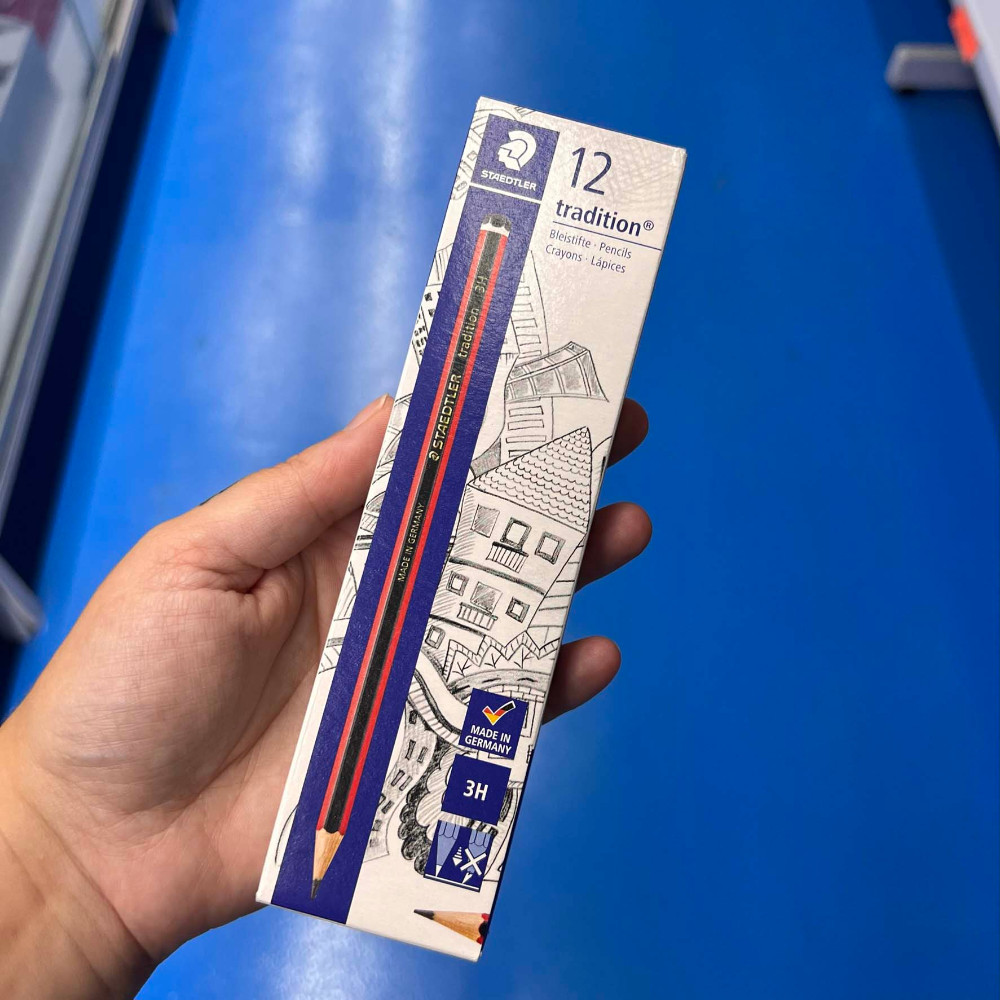 STAEDTLER
12
tradition®
Bleistifte · Pencils
Crayons · Lápices
STAEDTLER tradition 3H
MADE IN GERMANY
MADE IN
GERMANY
3H